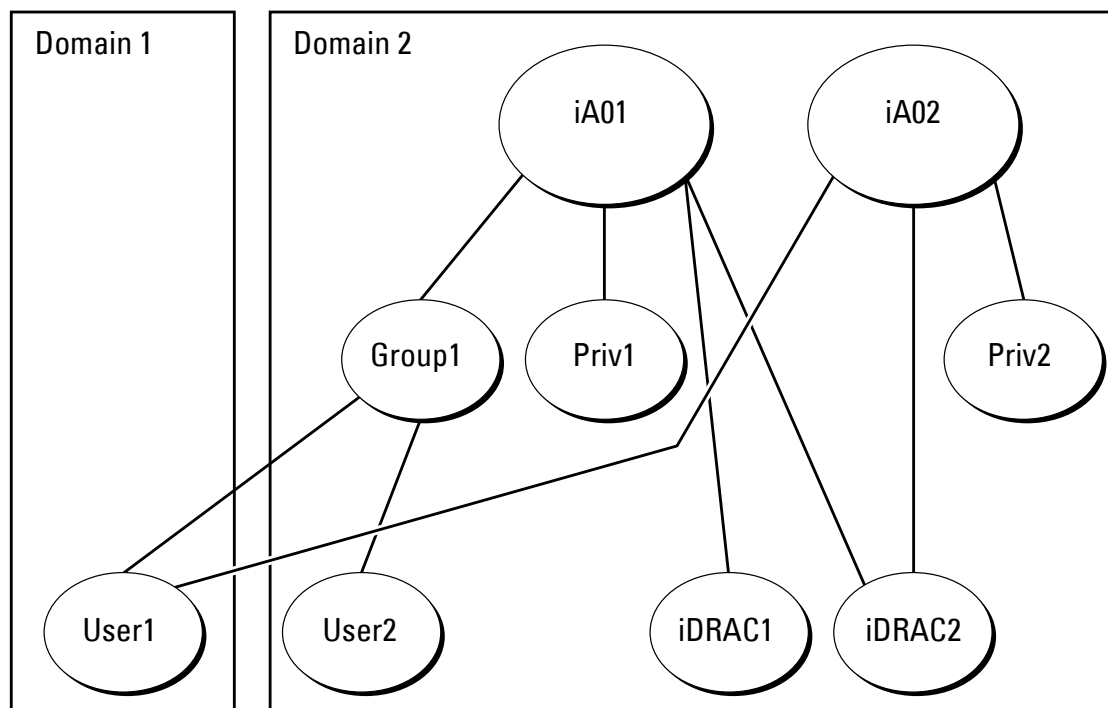 Domain 1
Domain 2
iA01
iA02
Group1
Priv1
Priv2
User1
User2
iDRAC1
iDRAC2